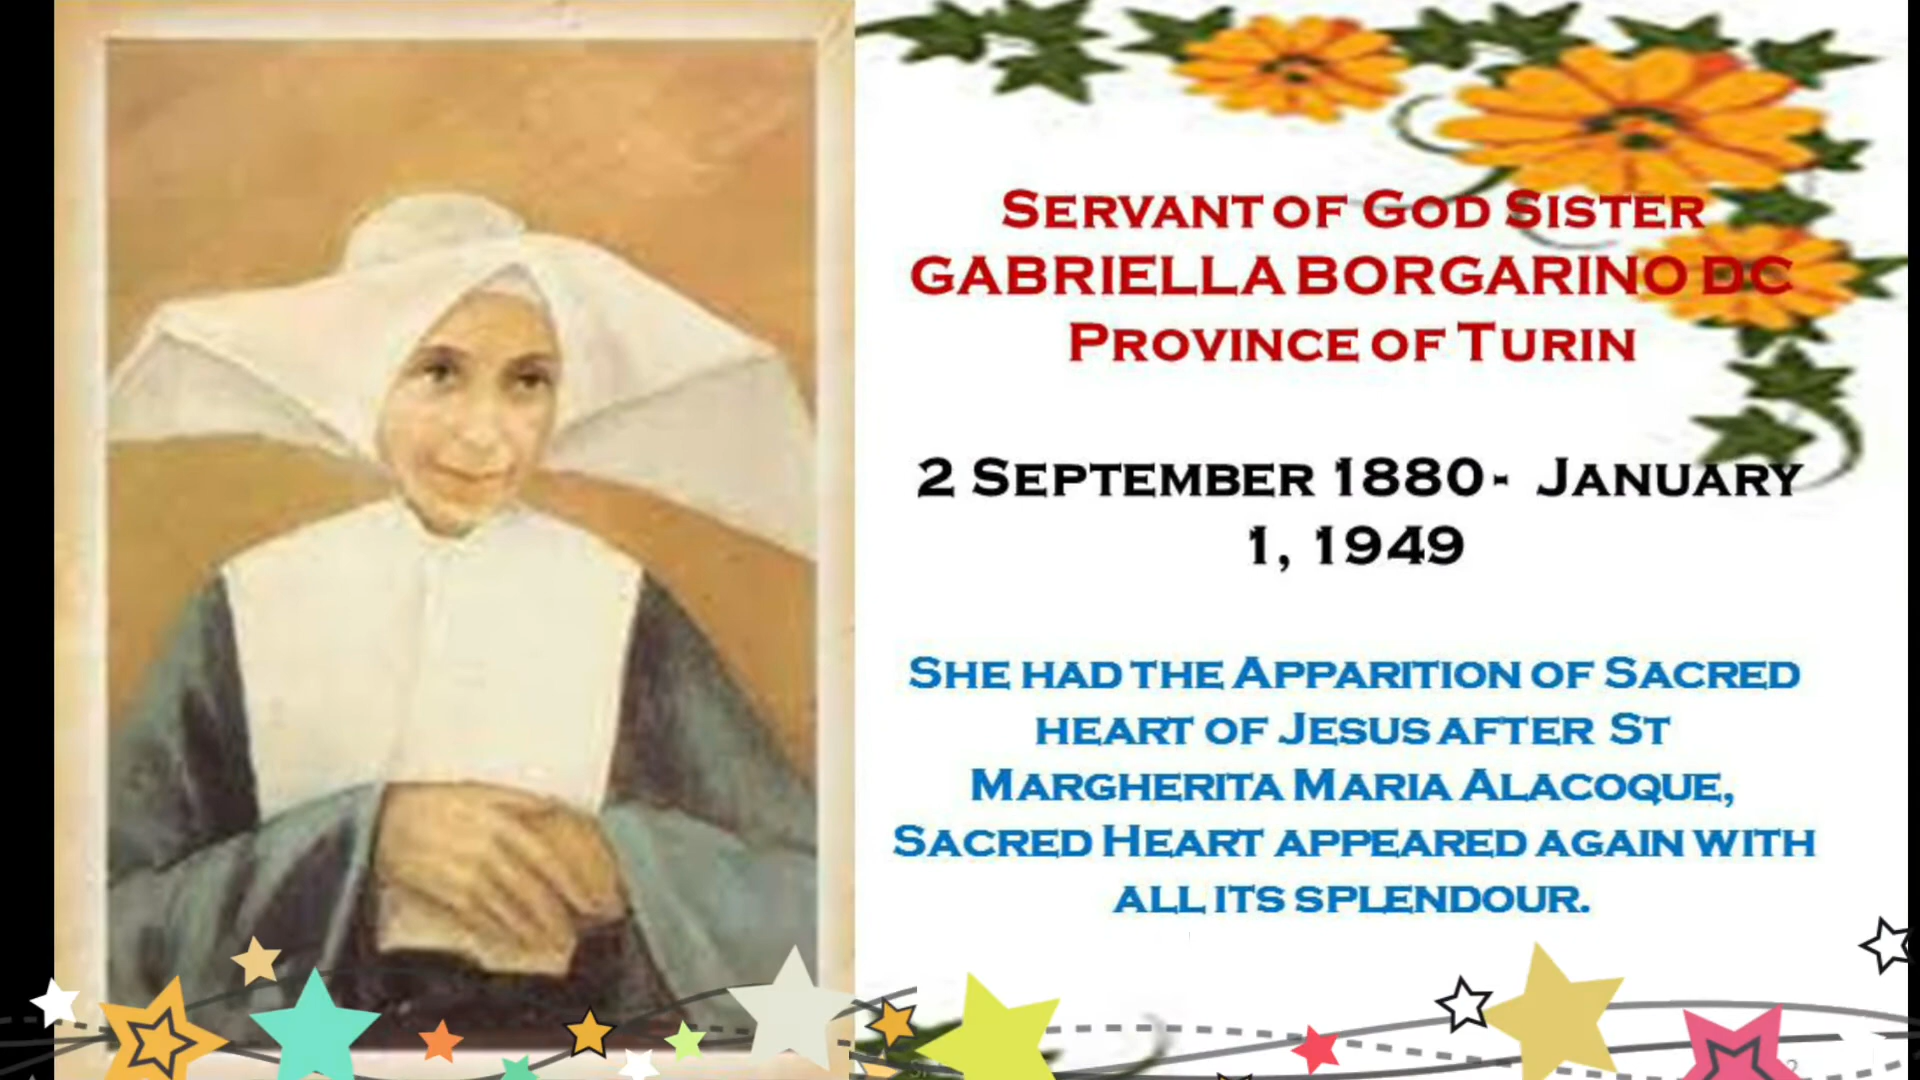 SERVANT OF GOD SISTER
GABRIELLA BORGARINO DC
PROVINCE OF TURIN
2 SEPTEMBER 1880- JANUARY
1, 1949
SHE HAD THE APPARITION OF SACRED
HEART OF JESUS AFTER ST
MARGHERITA MARIA ALACOQUE,
SACRED HEART APPEARED AGAIN WITH
ALL ITS SPLENDOUR.
2